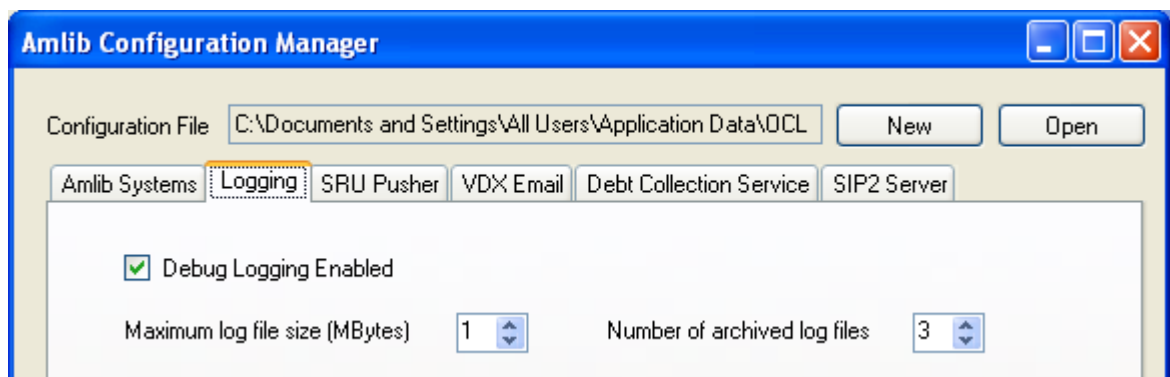 Amlib Configuration Manager
Configuration File C:\Documents and Settings\All Users\Application Data\OCL New Open
Amlib Systems Logging SRU Pusher VDX Email Debt Collection Service SIP2 Server
Debug Logging Enabled
Maximum log file size (MBytes) 1 Number of archived log files 3